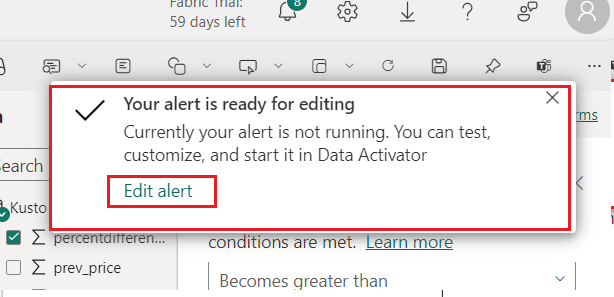 Fabric Trial:
59 days left
8
?
Your alert is ready for editing
Currently your alert is not running. You can test,
customize, and start it in Data Activator
Edit alert
rms
Search
Kusto
percentdifferen...
prev_price
conditions are met. Learn more
Becomes greater than